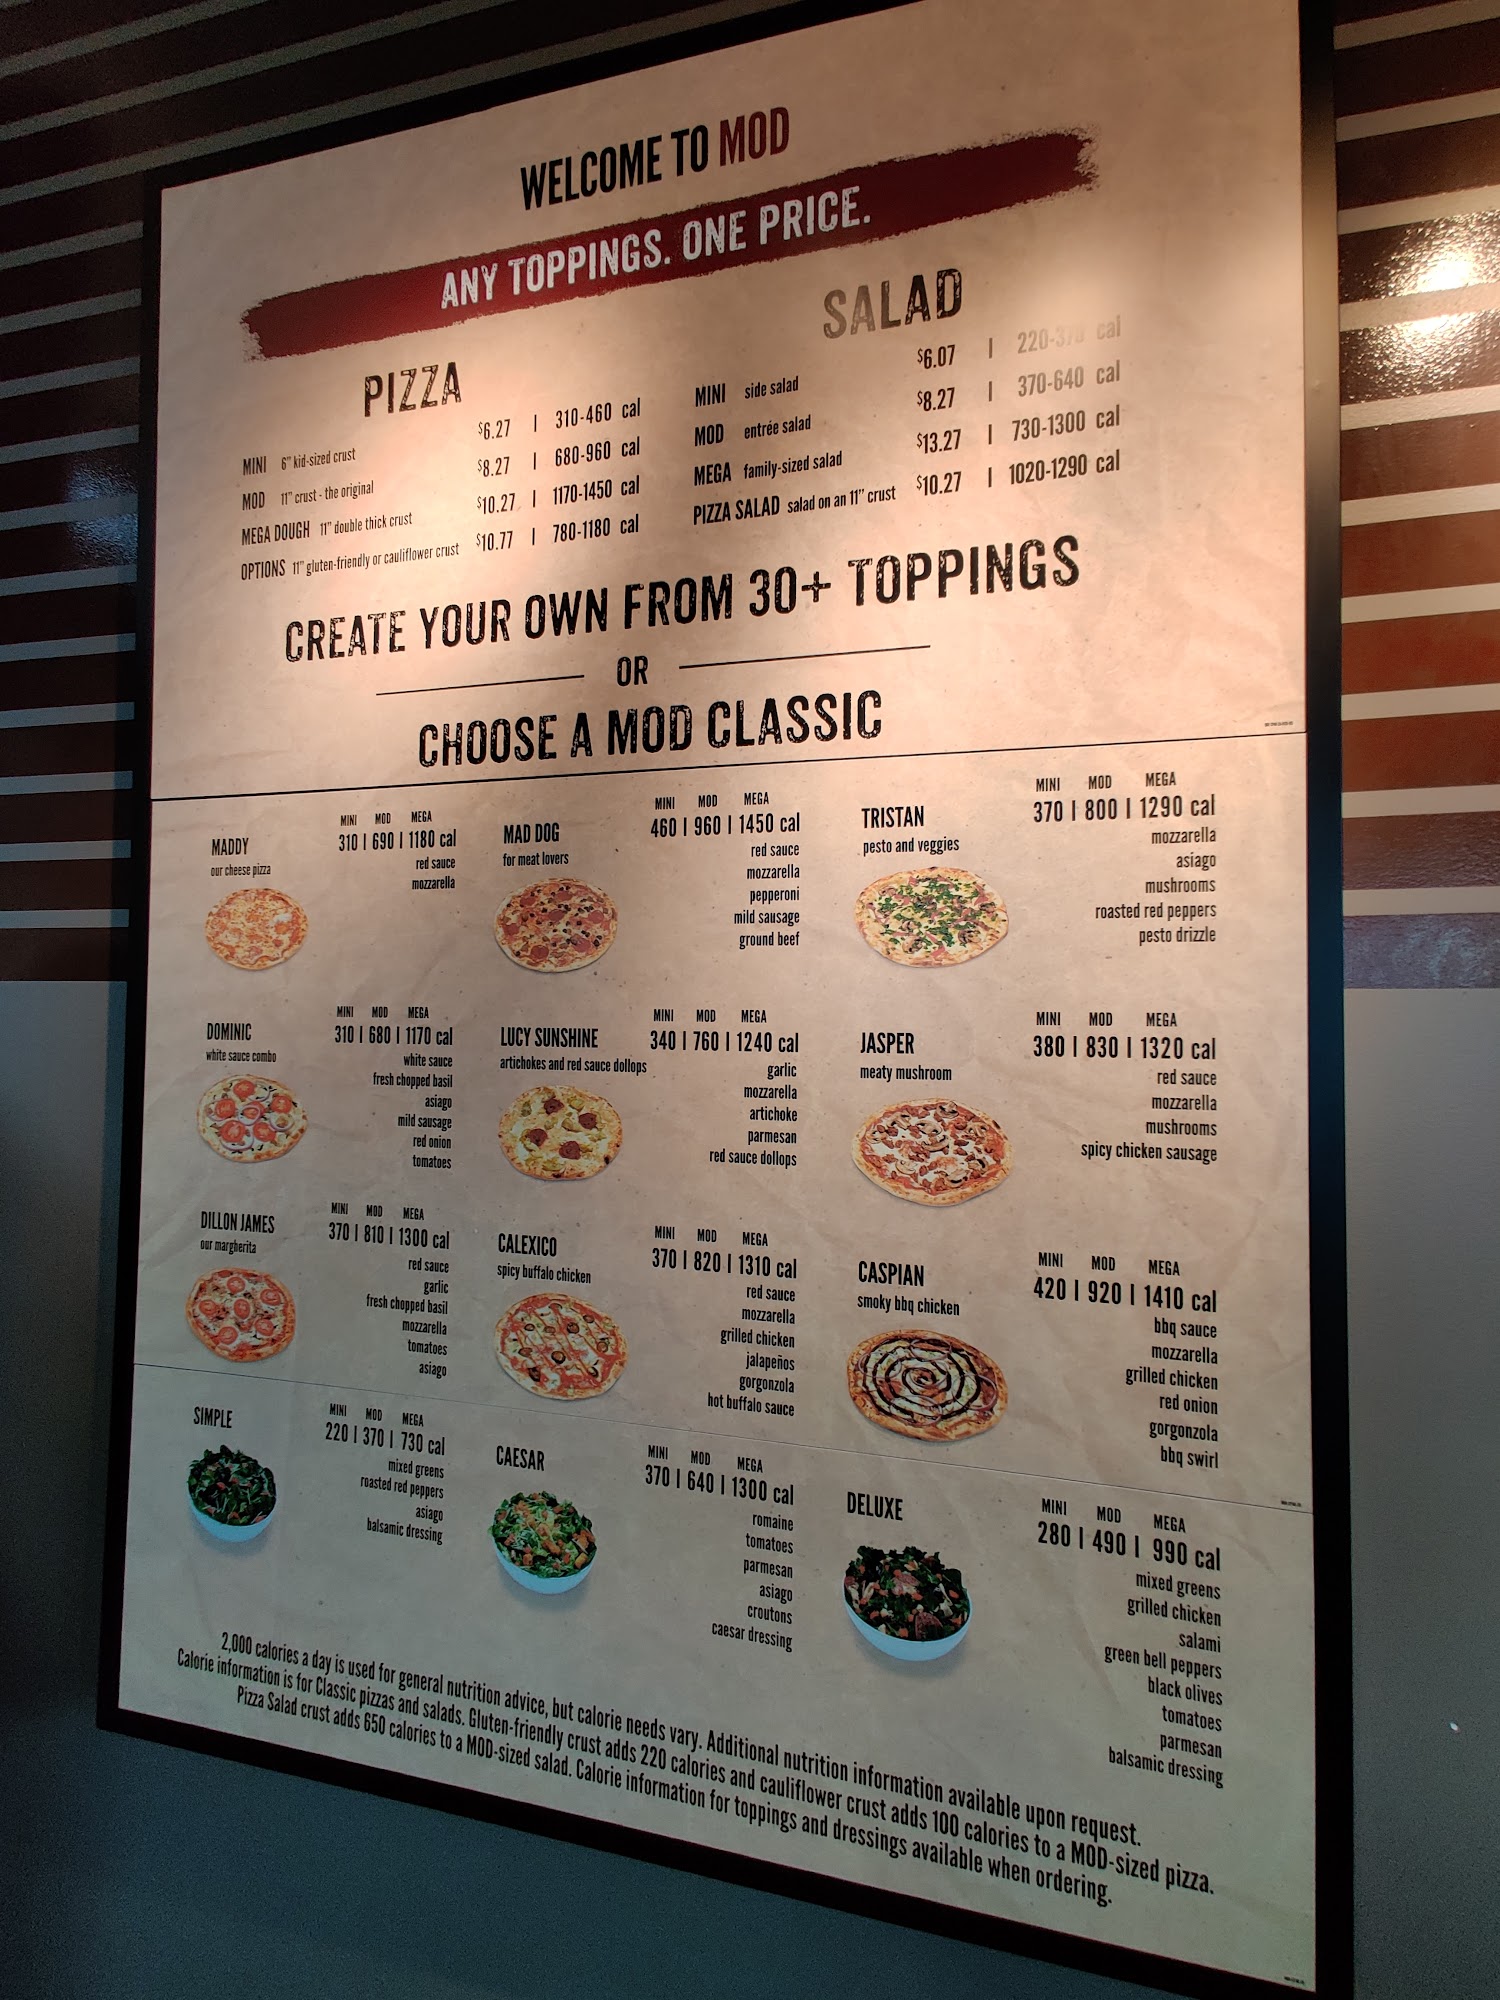 WELCOME TO MOD
ANY TOPPINGS. ONE PRICE.
PIZZA
MINI 6" kid-sized crust $6.27 | 310-460 cal
MOD 11" crust - the original $8.27 | 680-960 cal
MEGA DOUGH 11" double thick crust $10.27 | 1170-1450 cal
OPTIONS 11" gluten-friendly or cauliflower crust $10.77 | 780-1180 cal
SALAD
MINI side salad $6.07 | 220-370 cal
MOD entrée salad $8.27 | 370-640 cal
MEGA family-sized salad $13.27 | 730-1300 cal
PIZZA SALAD salad on an 11" crust $10.27 | 1020-1290 cal
CREATE YOUR OWN FROM 30+ TOPPINGS
OR
CHOOSE A MOD CLASSIC
MADDY
our cheese pizza
MINI MOD MEGA
310 | 690 | 1180 cal
red sauce
mozzarella
MAD DOG
for meat lovers
MINI MOD MEGA
460 | 960 | 1450 cal
red sauce
mozzarella
pepperoni
mild sausage
ground beef
TRISTAN
pesto and veggies
MINI MOD MEGA
370 | 800 | 1290 cal
mozzarella
asiago
mushrooms
roasted red peppers
pesto drizzle
DOMINIC
white sauce combo
MINI MOD MEGA
310 | 680 | 1170 cal
white sauce
fresh chopped basil
asiago
mild sausage
red onion
tomatoes
LUCY SUNSHINE
artichokes and red sauce dollops
MINI MOD MEGA
340 | 760 | 1240 cal
garlic
mozzarella
artichoke
parmesan
red sauce dollops
JASPER
meaty mushroom
MINI MOD MEGA
380 | 830 | 1320 cal
red sauce
mozzarella
mushrooms
spicy chicken sausage
DILLON JAMES
our margherita
MINI MOD MEGA
370 | 810 | 1300 cal
red sauce
garlic
fresh chopped basil
mozzarella
tomatoes
asiago
CALEXICO
spicy buffalo chicken
MINI MOD MEGA
370 | 820 | 1310 cal
red sauce
mozzarella
grilled chicken
jalapeños
gorgonzola
hot buffalo sauce
CASPIAN
smoky bbq chicken
MINI MOD MEGA
420 | 920 | 1410 cal
bbq sauce
mozzarella
grilled chicken
red onion
gorgonzola
bbq swirl
SIMPLE
MINI MOD MEGA
220 | 370 | 730 cal
mixed greens
roasted red peppers
asiago
balsamic dressing
CAESAR
MINI MOD MEGA
370 | 640 | 1300 cal
romaine
tomatoes
parmesan
asiago
croutons
caesar dressing
DELUXE
MINI MOD MEGA
280 | 490 | 990 cal
mixed greens
grilled chicken
salami
green bell peppers
black olives
tomatoes
parmesan
balsamic dressing
2,000 calories a day is used for general nutrition advice, but calorie needs vary. Additional nutrition information available upon request.
Calorie information is for Classic pizzas and salads. Gluten-friendly crust adds 220 calories and cauliflower crust adds 100 calories to a MOD-sized pizza.
Pizza Salad crust adds 650 calories to a MOD-sized salad. Calorie information for toppings and dressings available when ordering.